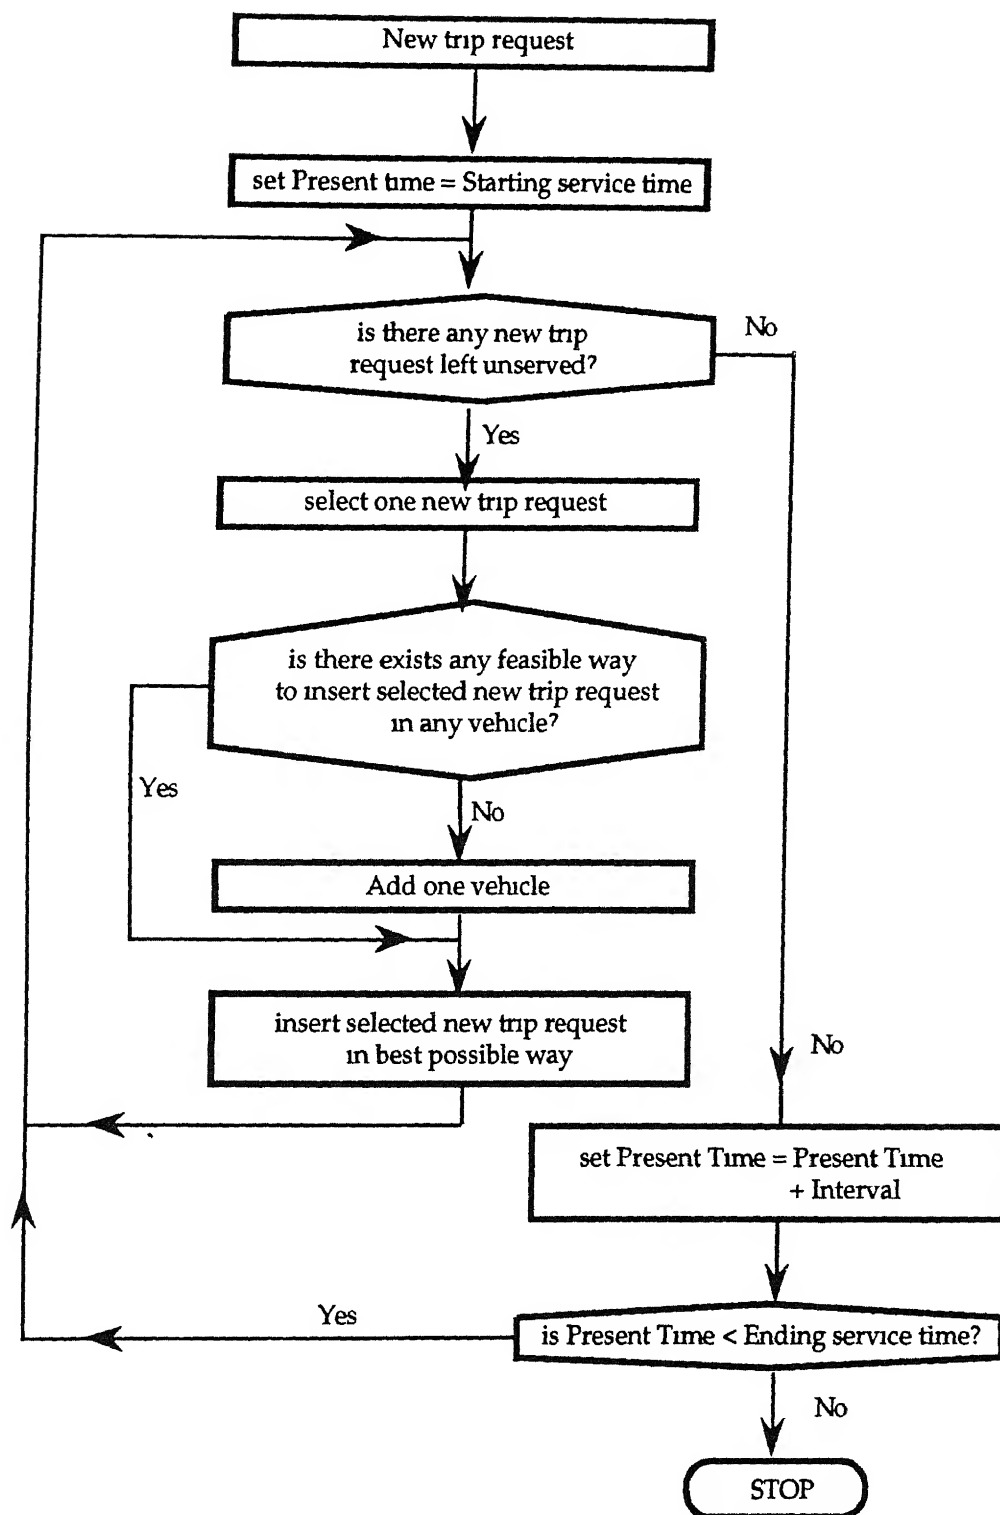 New trip request
set Present time = Starting service time
is there any new trip
request left unserved?
No
Yes
select one new trip request
is there exists any feasible way
to insert selected new trip request
in any vehicle?
Yes
No
Add one vehicle
insert selected new trip request
in best possible way
No
set Present Time = Present Time
+ Interval
Yes
is Present Time < Ending service time?
No
STOP